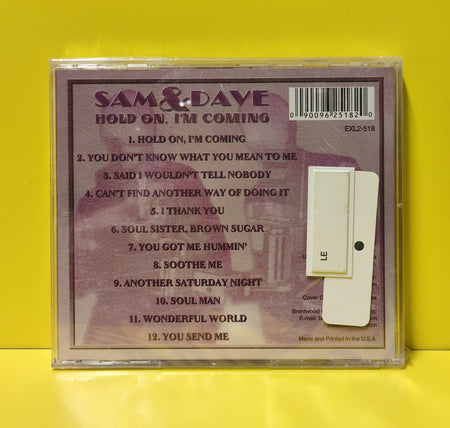 SAM & DAVE
HOLD ON, I'M COMING
1. HOLD ON, I'M COMING
2. YOU DON'T KNOW WHAT YOU MEAN TO ME
3. SAID I WOULDN'T TELL NOBODY
4. CAN'T FIND ANOTHER WAY OF DOING IT
5. I THANK YOU
6. SOUL SISTER, BROWN SUGAR
7. YOU GOT ME HUMMIN'
8. SOOTHE ME
9. ANOTHER SATURDAY NIGHT
10. SOUL MAN
11. WONDERFUL WORLD
12. YOU SEND ME
0 90096 25182 0
EXL2-518
LE
Cover D
Brentwood
E-mail: b
Made and Printed in the U.S.A.